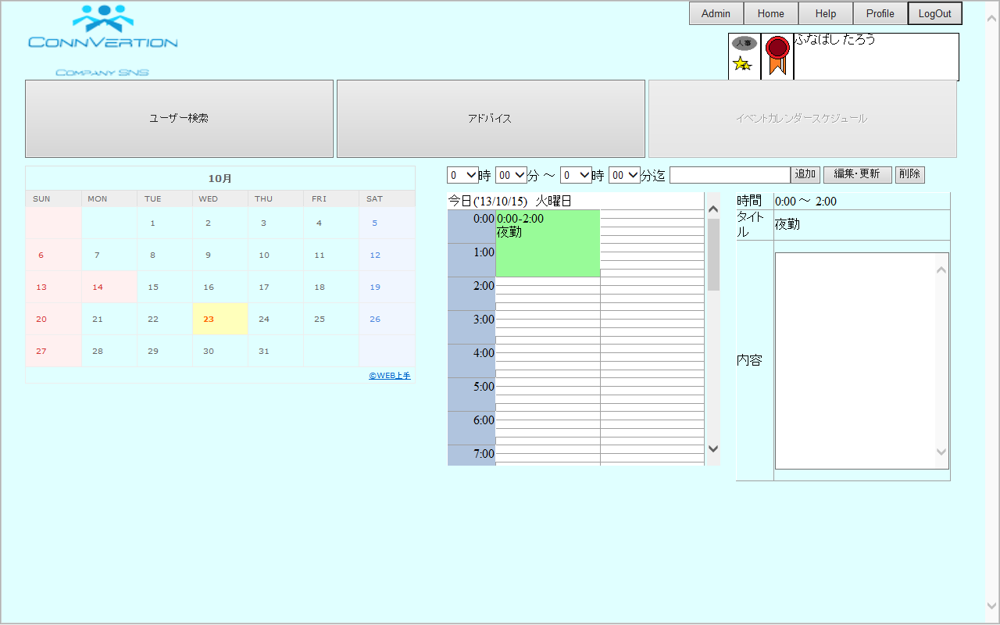 CONNVERTION
COMPANY SNS
Admin Home Help Profile LogOut
人事
ふなばし たろう
ユーザー検索 アドバイス イベントカレンダースケジュール
10月
SUN MON TUE WED THU FRI SAT
1 2 3 4 5
6 7 8 9 10 11 12
13 14 15 16 17 18 19
20 21 22 23 24 25 26
27 28 29 30 31
©WEB上手
0 時 00 分 ～ 0 時 00 分迄 追加 編集・更新 削除
今日('13/10/15) 火曜日
0:00 0:00-2:00
夜勤
1:00
2:00
3:00
4:00
5:00
6:00
7:00
時間 0:00 ～ 2:00
タイト
ル
夜勤
内容